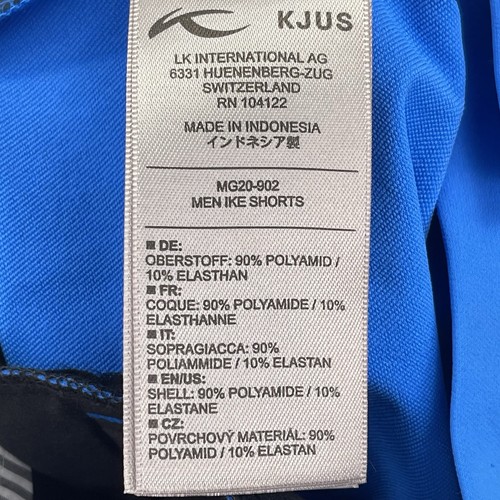 KJUS
LK INTERNATIONAL AG
6331 HUENENBERG-ZUG
SWITZERLAND
RN 104122
MADE IN INDONESIA
インドネシア製
MG20-902
MEN IKE SHORTS
■ DE:
OBERSTOFF: 90% POLYAMID /
10% ELASTHAN
■ FR:
COQUE: 90% POLYAMIDE / 10%
ELASTHANNE
■ IT:
SOPRAGIACCA: 90%
POLIAMMIDE / 10% ELASTAN
■ EN/US:
SHELL: 90% POLYAMIDE / 10%
ELASTANE
■ CZ:
POVRCHOVÝ MATERIÁL: 90%
POLYAMID / 10% ELASTAN